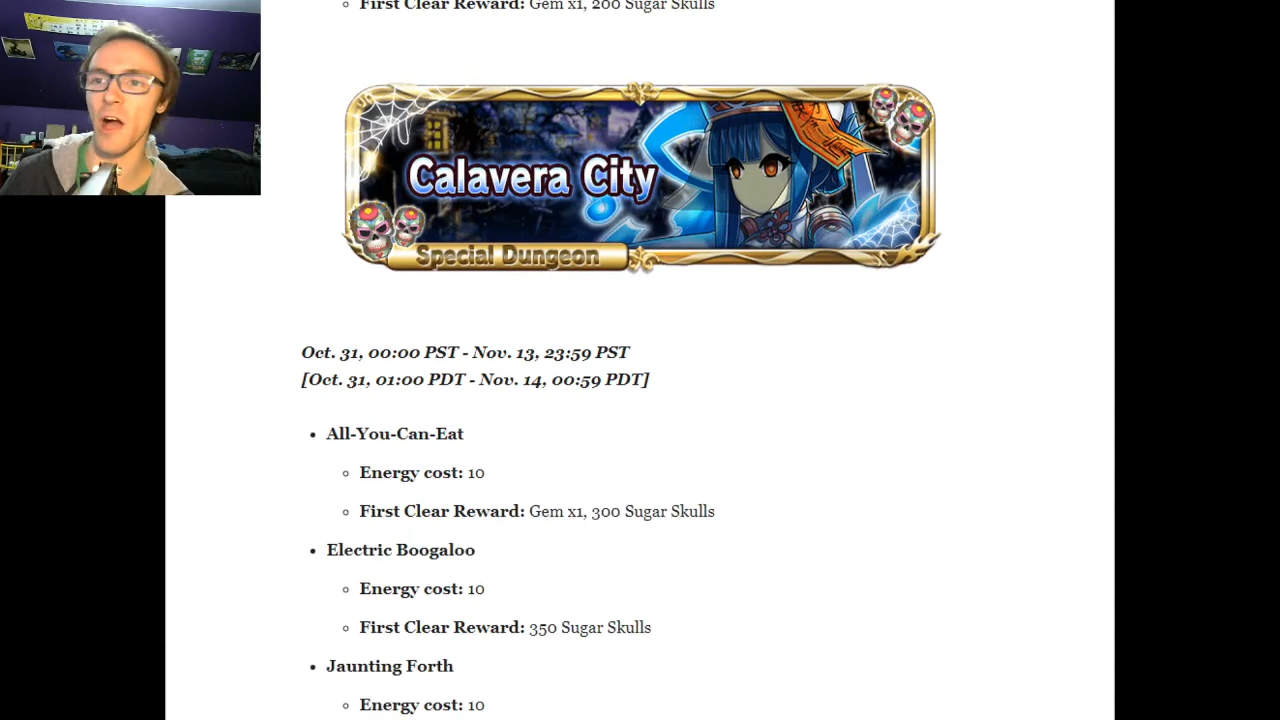 First Clear Reward: Gem x1, 200 Sugar Skulls
Calavera City
Special Dungeon
Oct. 31, 00:00 PST - Nov. 13, 23:59 PST
[Oct. 31, 01:00 PDT - Nov. 14, 00:59 PDT]
• All-You-Can-Eat
◦ Energy cost: 10
◦ First Clear Reward: Gem x1, 300 Sugar Skulls
• Electric Boogaloo
◦ Energy cost: 10
◦ First Clear Reward: 350 Sugar Skulls
• Jaunting Forth
◦ Energy cost: 10